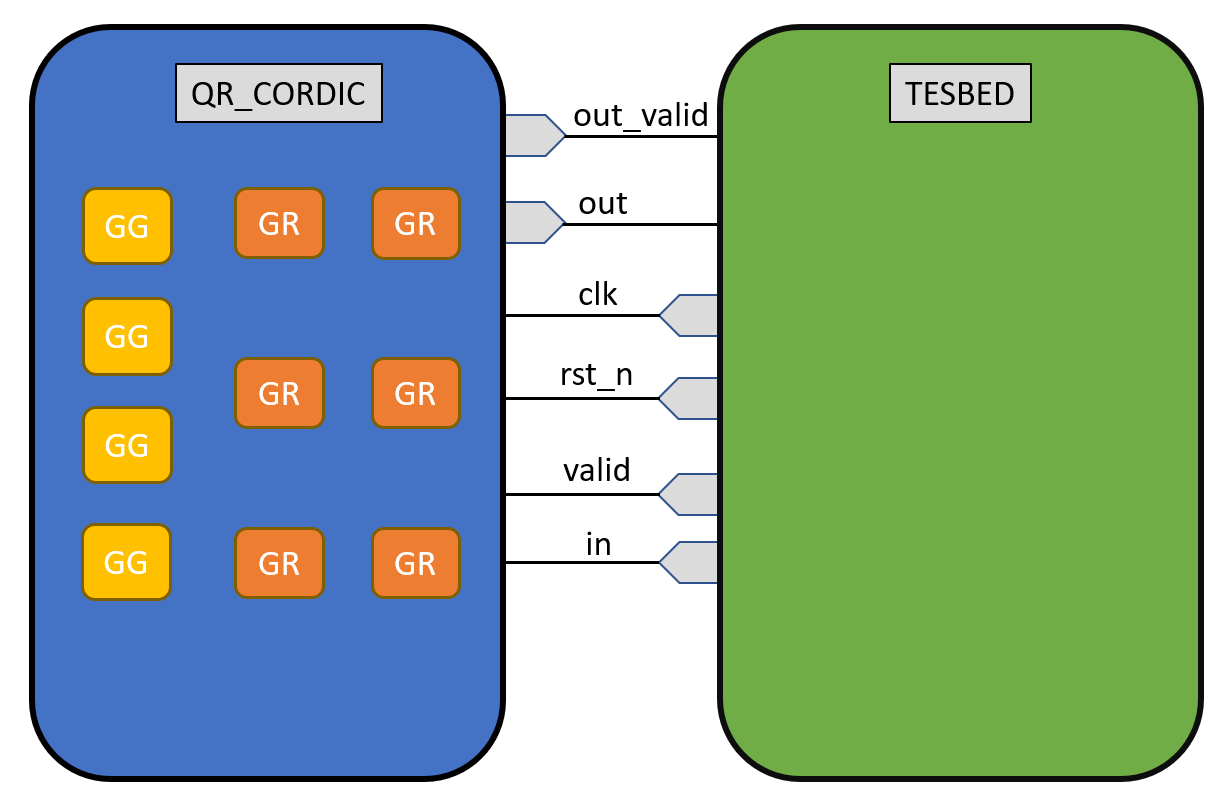 QR_CORDIC
GG
GR
GR
GG
GR
GR
GG
GG
GR
GR
out_valid
out
clk
rst_n
valid
in
TESBED